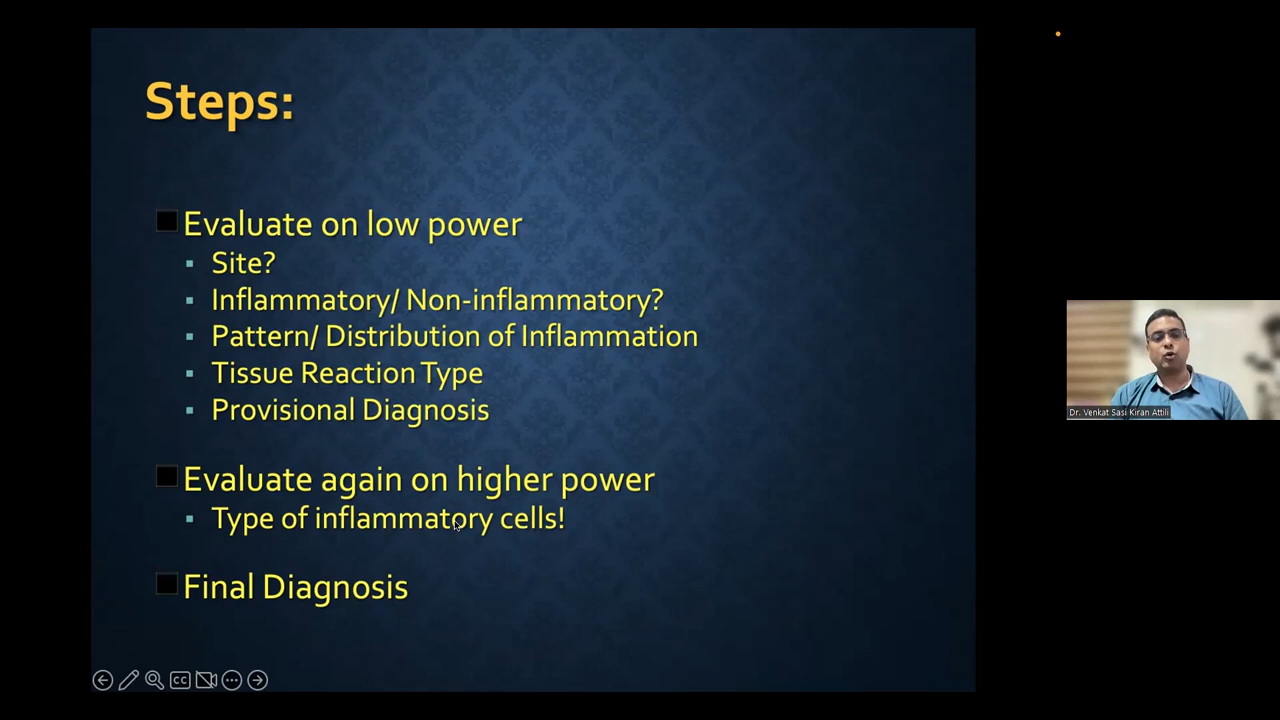 Steps:
Evaluate on low power
Site?
Inflammatory/ Non-inflammatory?
Pattern/ Distribution of Inflammation
Tissue Reaction Type
Provisional Diagnosis
Evaluate again on higher power
Type of inflammatory cells!
Final Diagnosis
Dr. Venkat Sasi Kiran Attili
CC